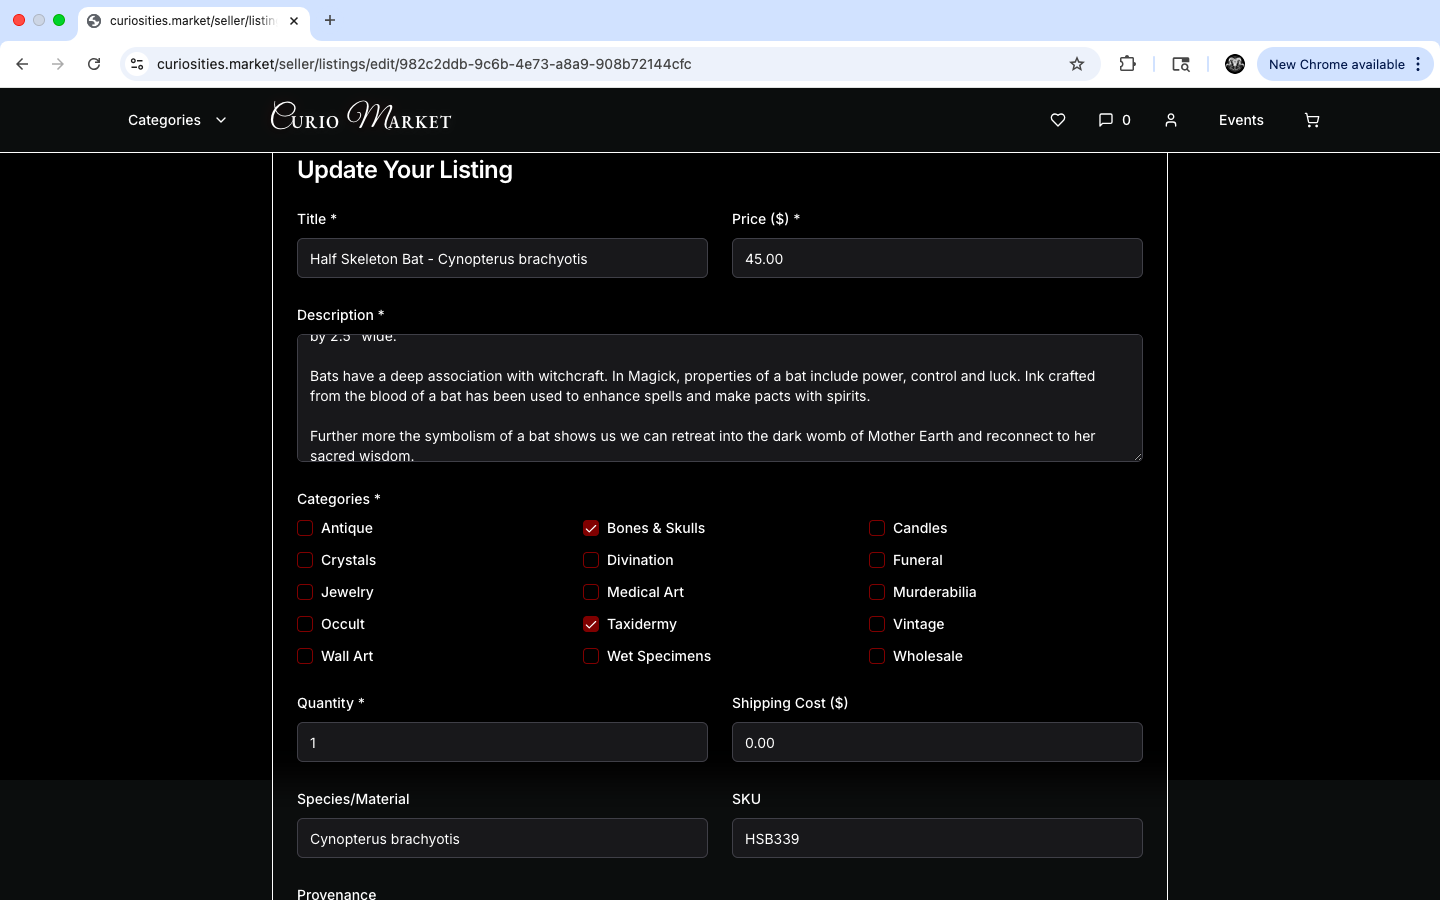 curiosities.market/seller/listin
curiosities.market/seller/listings/edit/982c2ddb-9c6b-4e73-a8a9-908b72144cfc
New Chrome available
Categories
Curio Market
0
Events
Update Your Listing
Title *
Price ($) *
Half Skeleton Bat - Cynopterus brachyotis
45.00
Description *
by 2.5" wide.
Bats have a deep association with witchcraft. In Magick, properties of a bat include power, control and luck. Ink crafted
from the blood of a bat has been used to enhance spells and make pacts with spirits.
Further more the symbolism of a bat shows us we can retreat into the dark womb of Mother Earth and reconnect to her
sacred wisdom.
Categories *
Antique
Bones & Skulls
Candles
Crystals
Divination
Funeral
Jewelry
Medical Art
Murderabilia
Occult
Taxidermy
Vintage
Wall Art
Wet Specimens
Wholesale
Quantity *
Shipping Cost ($)
1
0.00
Species/Material
SKU
Cynopterus brachyotis
HSB339
Provenance